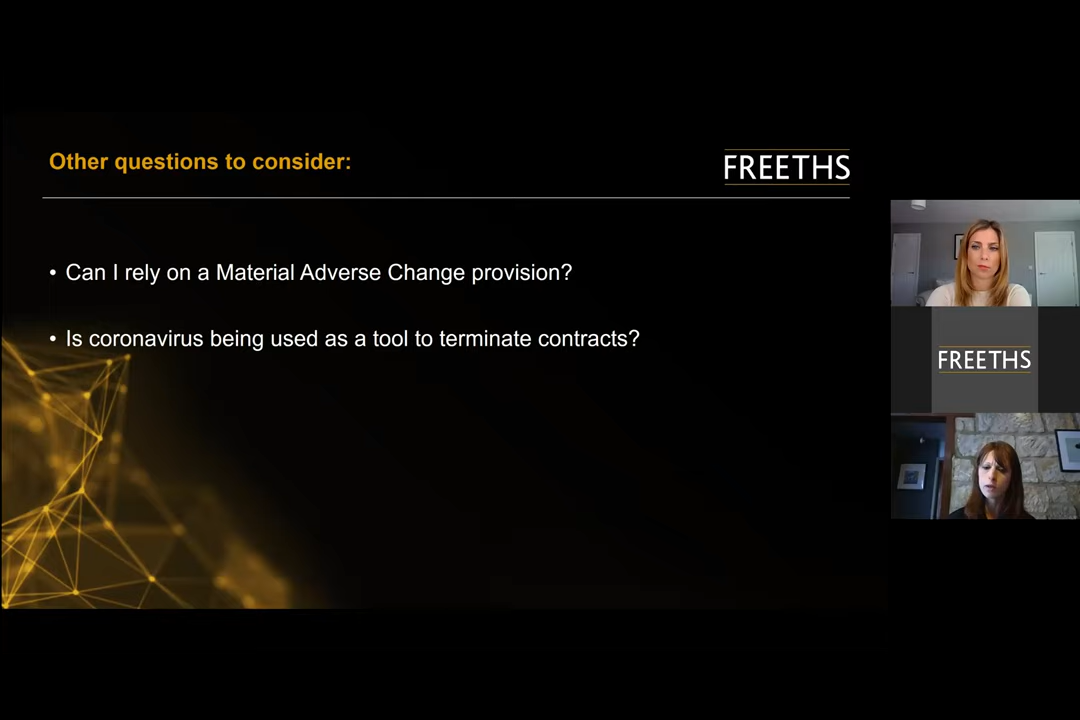 Other questions to consider:
FREETHS
• Can I rely on a Material Adverse Change provision?
• Is coronavirus being used as a tool to terminate contracts?
FREETHS